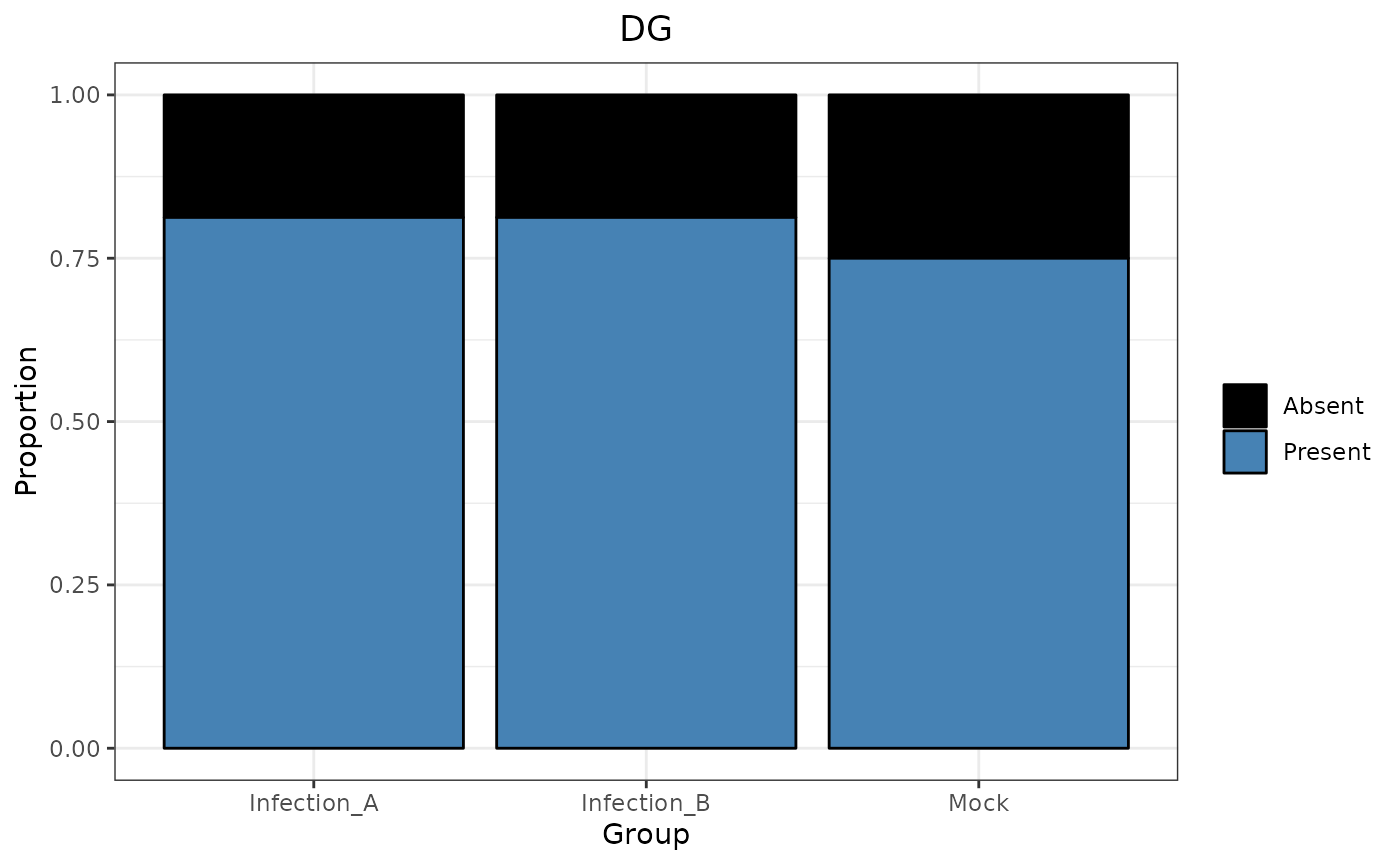 DG
1.00
0.75
0.50
0.25
0.00
Proportion
Infection_A
Infection_B
Mock
Group
Absent
Present